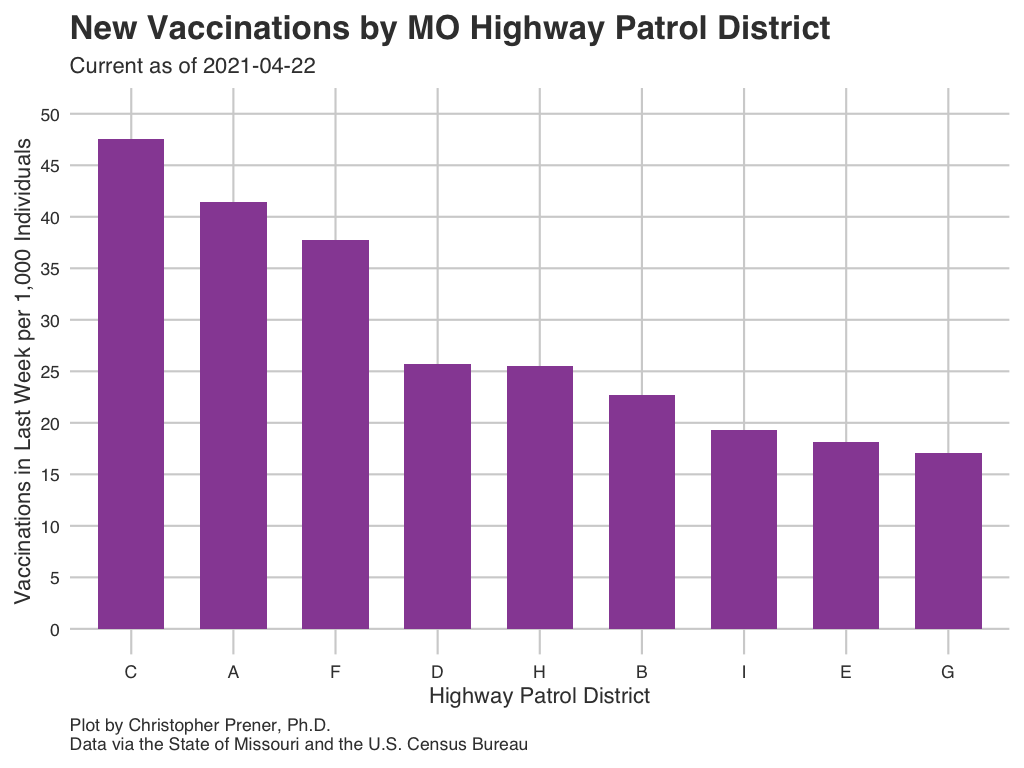 New Vaccinations by MO Highway Patrol District
Current as of 2021-04-22
Vaccinations in Last Week per 1,000 Individuals
50
45
40
35
30
25
20
15
10
5
0
C A F D H B I E G
Highway Patrol District
Plot by Christopher Prener, Ph.D.
Data via the State of Missouri and the U.S. Census Bureau